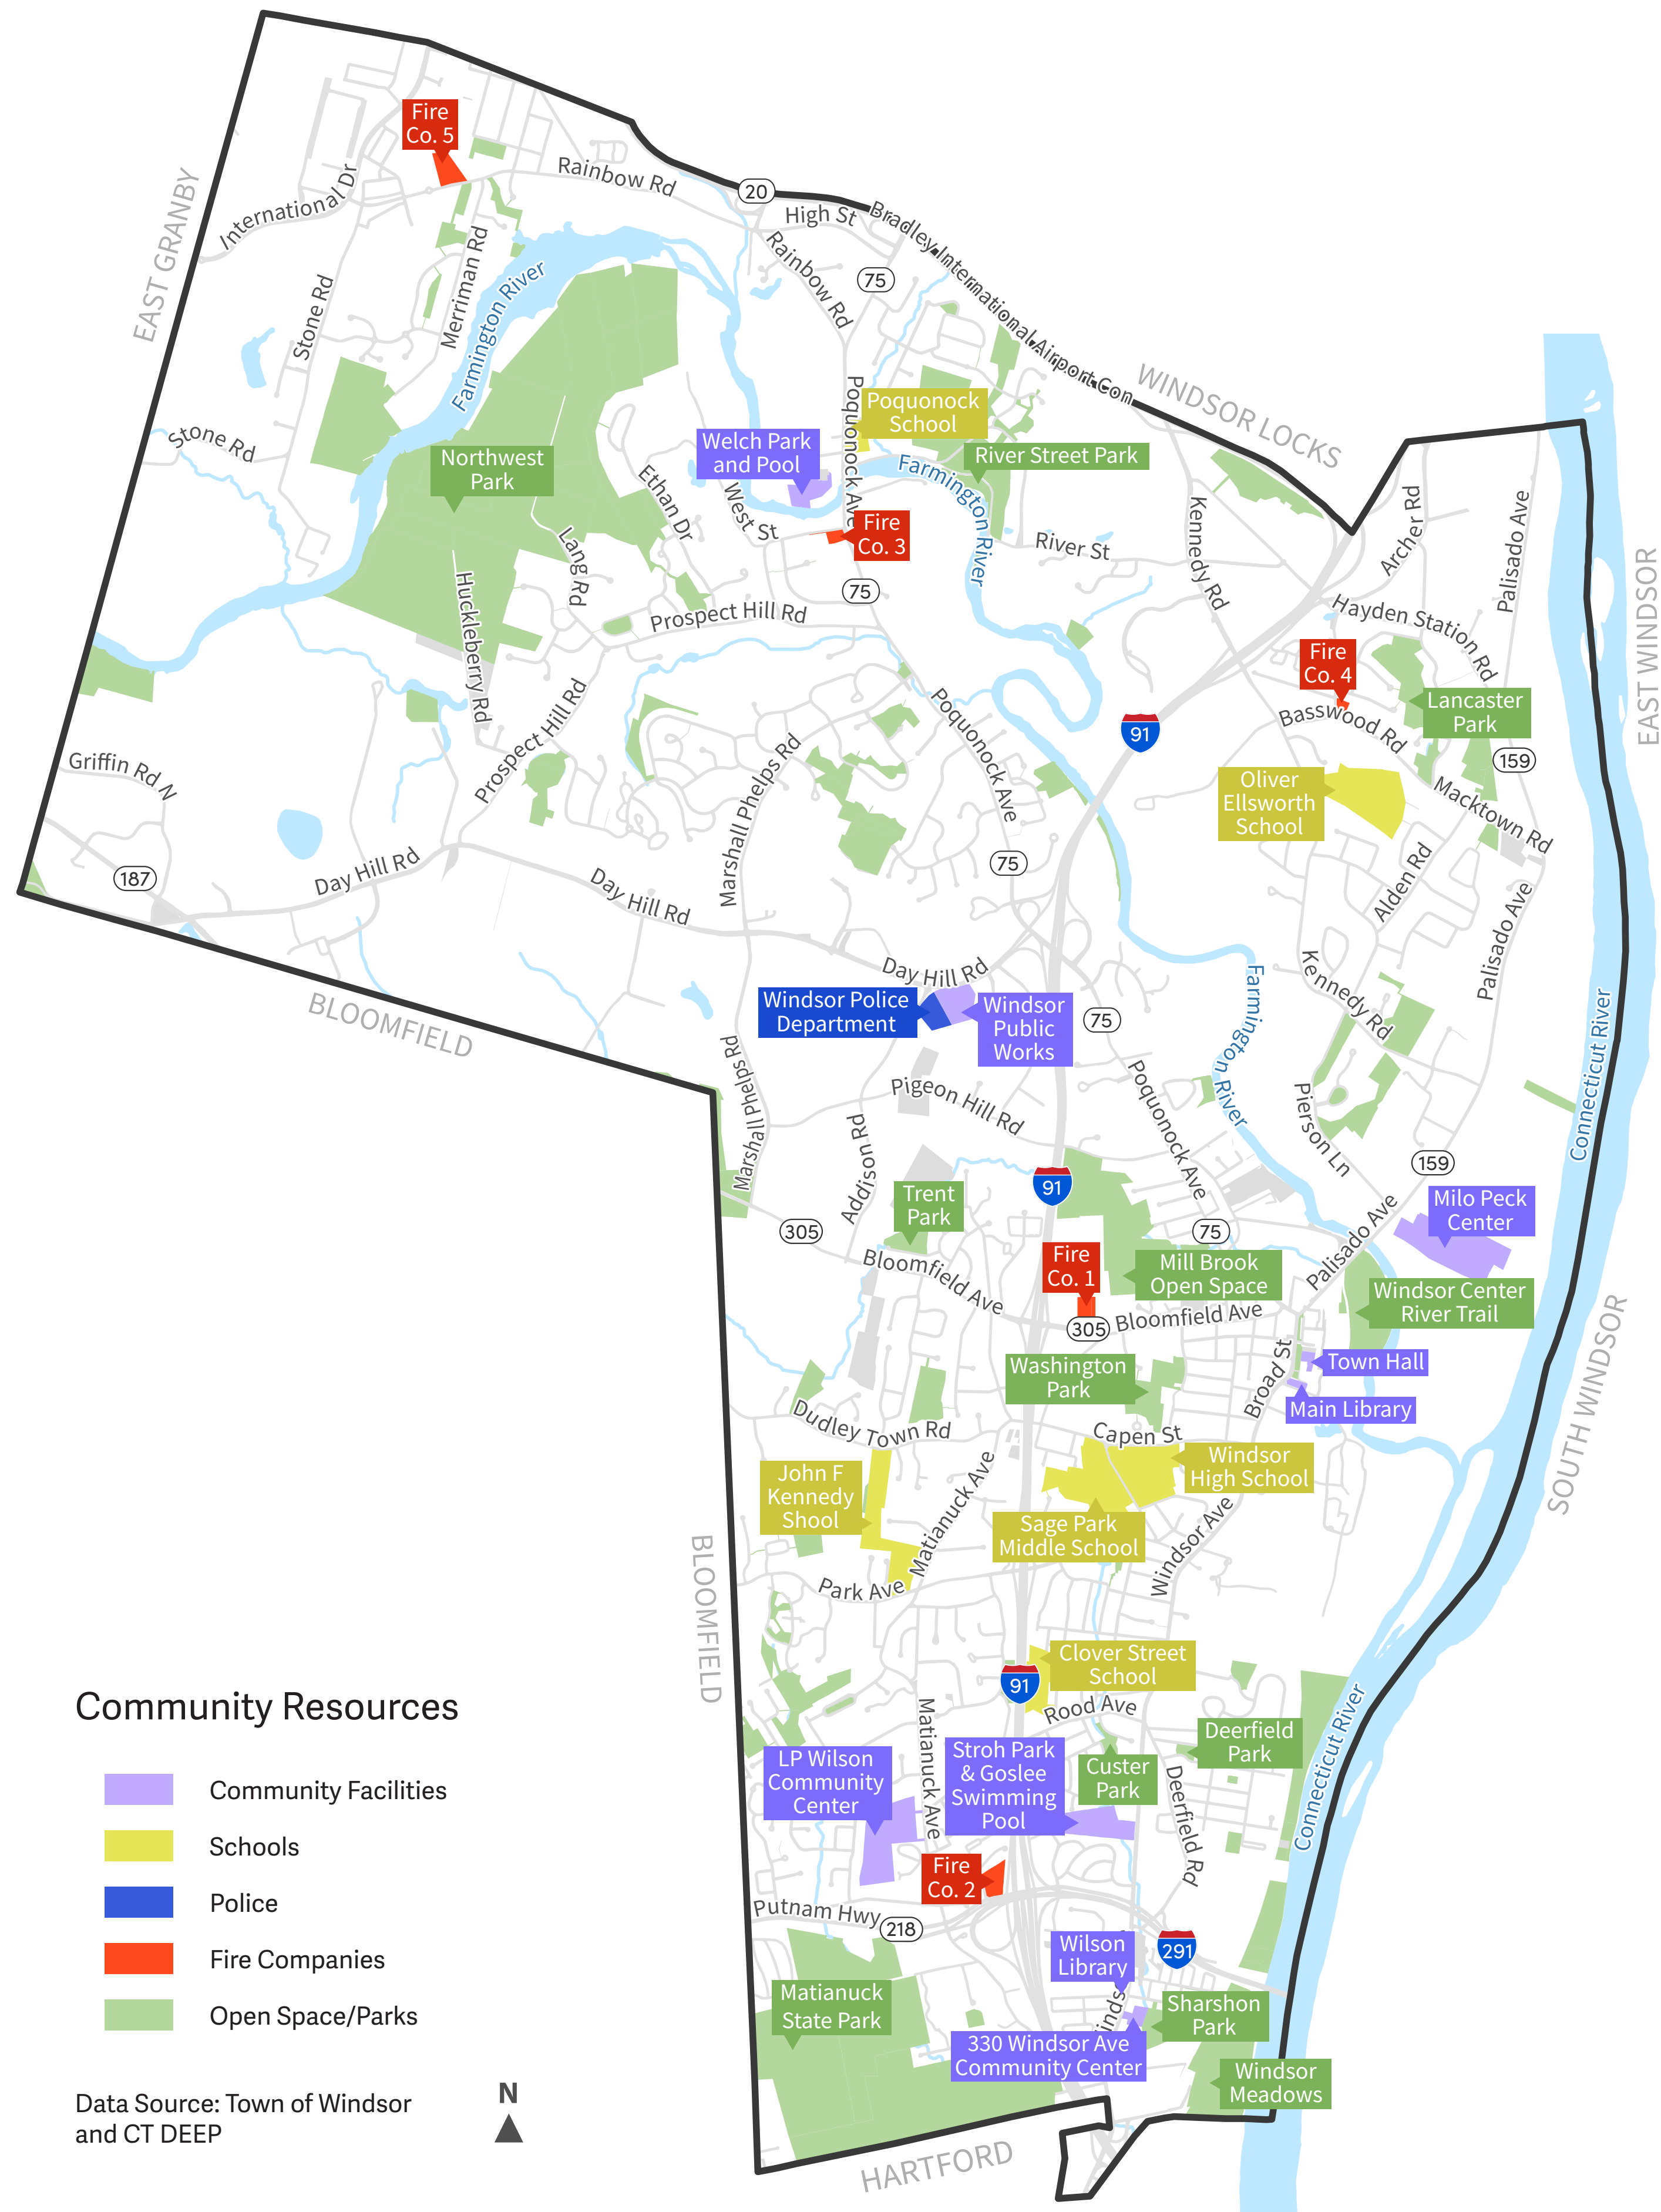 Fire
Co. 5
Rainbow Rd
20
High St
Bradley International Airport Con
International Dr
EAST GRANBY
Merriman Rd
Rainbow Rd
75
Farmington River
Stone Rd
WINDSOR LOCKS
Poquonock Ave
Poquonock
School
Stone Rd
Welch Park
and Pool
River Street Park
Northwest
Park
Farmington River
Ethan Dr
West St
Fire
Co. 3
River St
Kennedy Rd
Archer Rd
Palisado Ave
EAST WINDSOR
Lang Rd
Huckleberry Rd
75
Prospect Hill Rd
Hayden Station Rd
Fire
Co. 4
Lancaster
Park
Basswood Rd
Prospect Hill Rd
Poquonock Ave
91
159
Griffin Rd N
Marshall Phelps Rd
Oliver
Ellsworth
School
Macktown Rd
187
Day Hill Rd
Day Hill Rd
75
Alden Rd
Palisado Ave
Day Hill Rd
Kennedy Rd
Farmington River
Windsor Police
Department
Windsor
Public
Works
75
BLOOMFIELD
Connecticut River
Marshall Phelps Rd
Pigeon Hill Rd
Poquonock Ave
Pierson Ln
Addison Rd
159
91
Trent
Park
Milo Peck
Center
305
75
Palisado Ave
Fire
Co. 1
Mill Brook
Open Space
Bloomfield Ave
Windsor Center
River Trail
305
Bloomfield Ave
SOUTH WINDSOR
Washington
Park
Broad St
Town Hall
Main Library
Dudley Town Rd
Capen St
John F
Kennedy
Shool
Matianuck Ave
Windsor
High School
Sage Park
Middle School
Windsor Ave
Park Ave
BLOOMFIELD
Clover Street
School
91
Rood Ave
Connecticut River
Matianuck Ave
LP Wilson
Community
Center
Stroh Park
& Goslee
Swimming
Pool
Custer
Park
Deerfield
Park
Deerfield Rd
Fire
Co. 2
Putnam Hwy
218
Wilson
Library
291
Matianuck
State Park
Sharshon
Park
330 Windsor Ave
Community Center
Windsor
Meadows
HARTFORD
Community Resources
Community Facilities
Schools
Police
Fire Companies
Open Space/Parks
Data Source: Town of Windsor
and CT DEEP
N